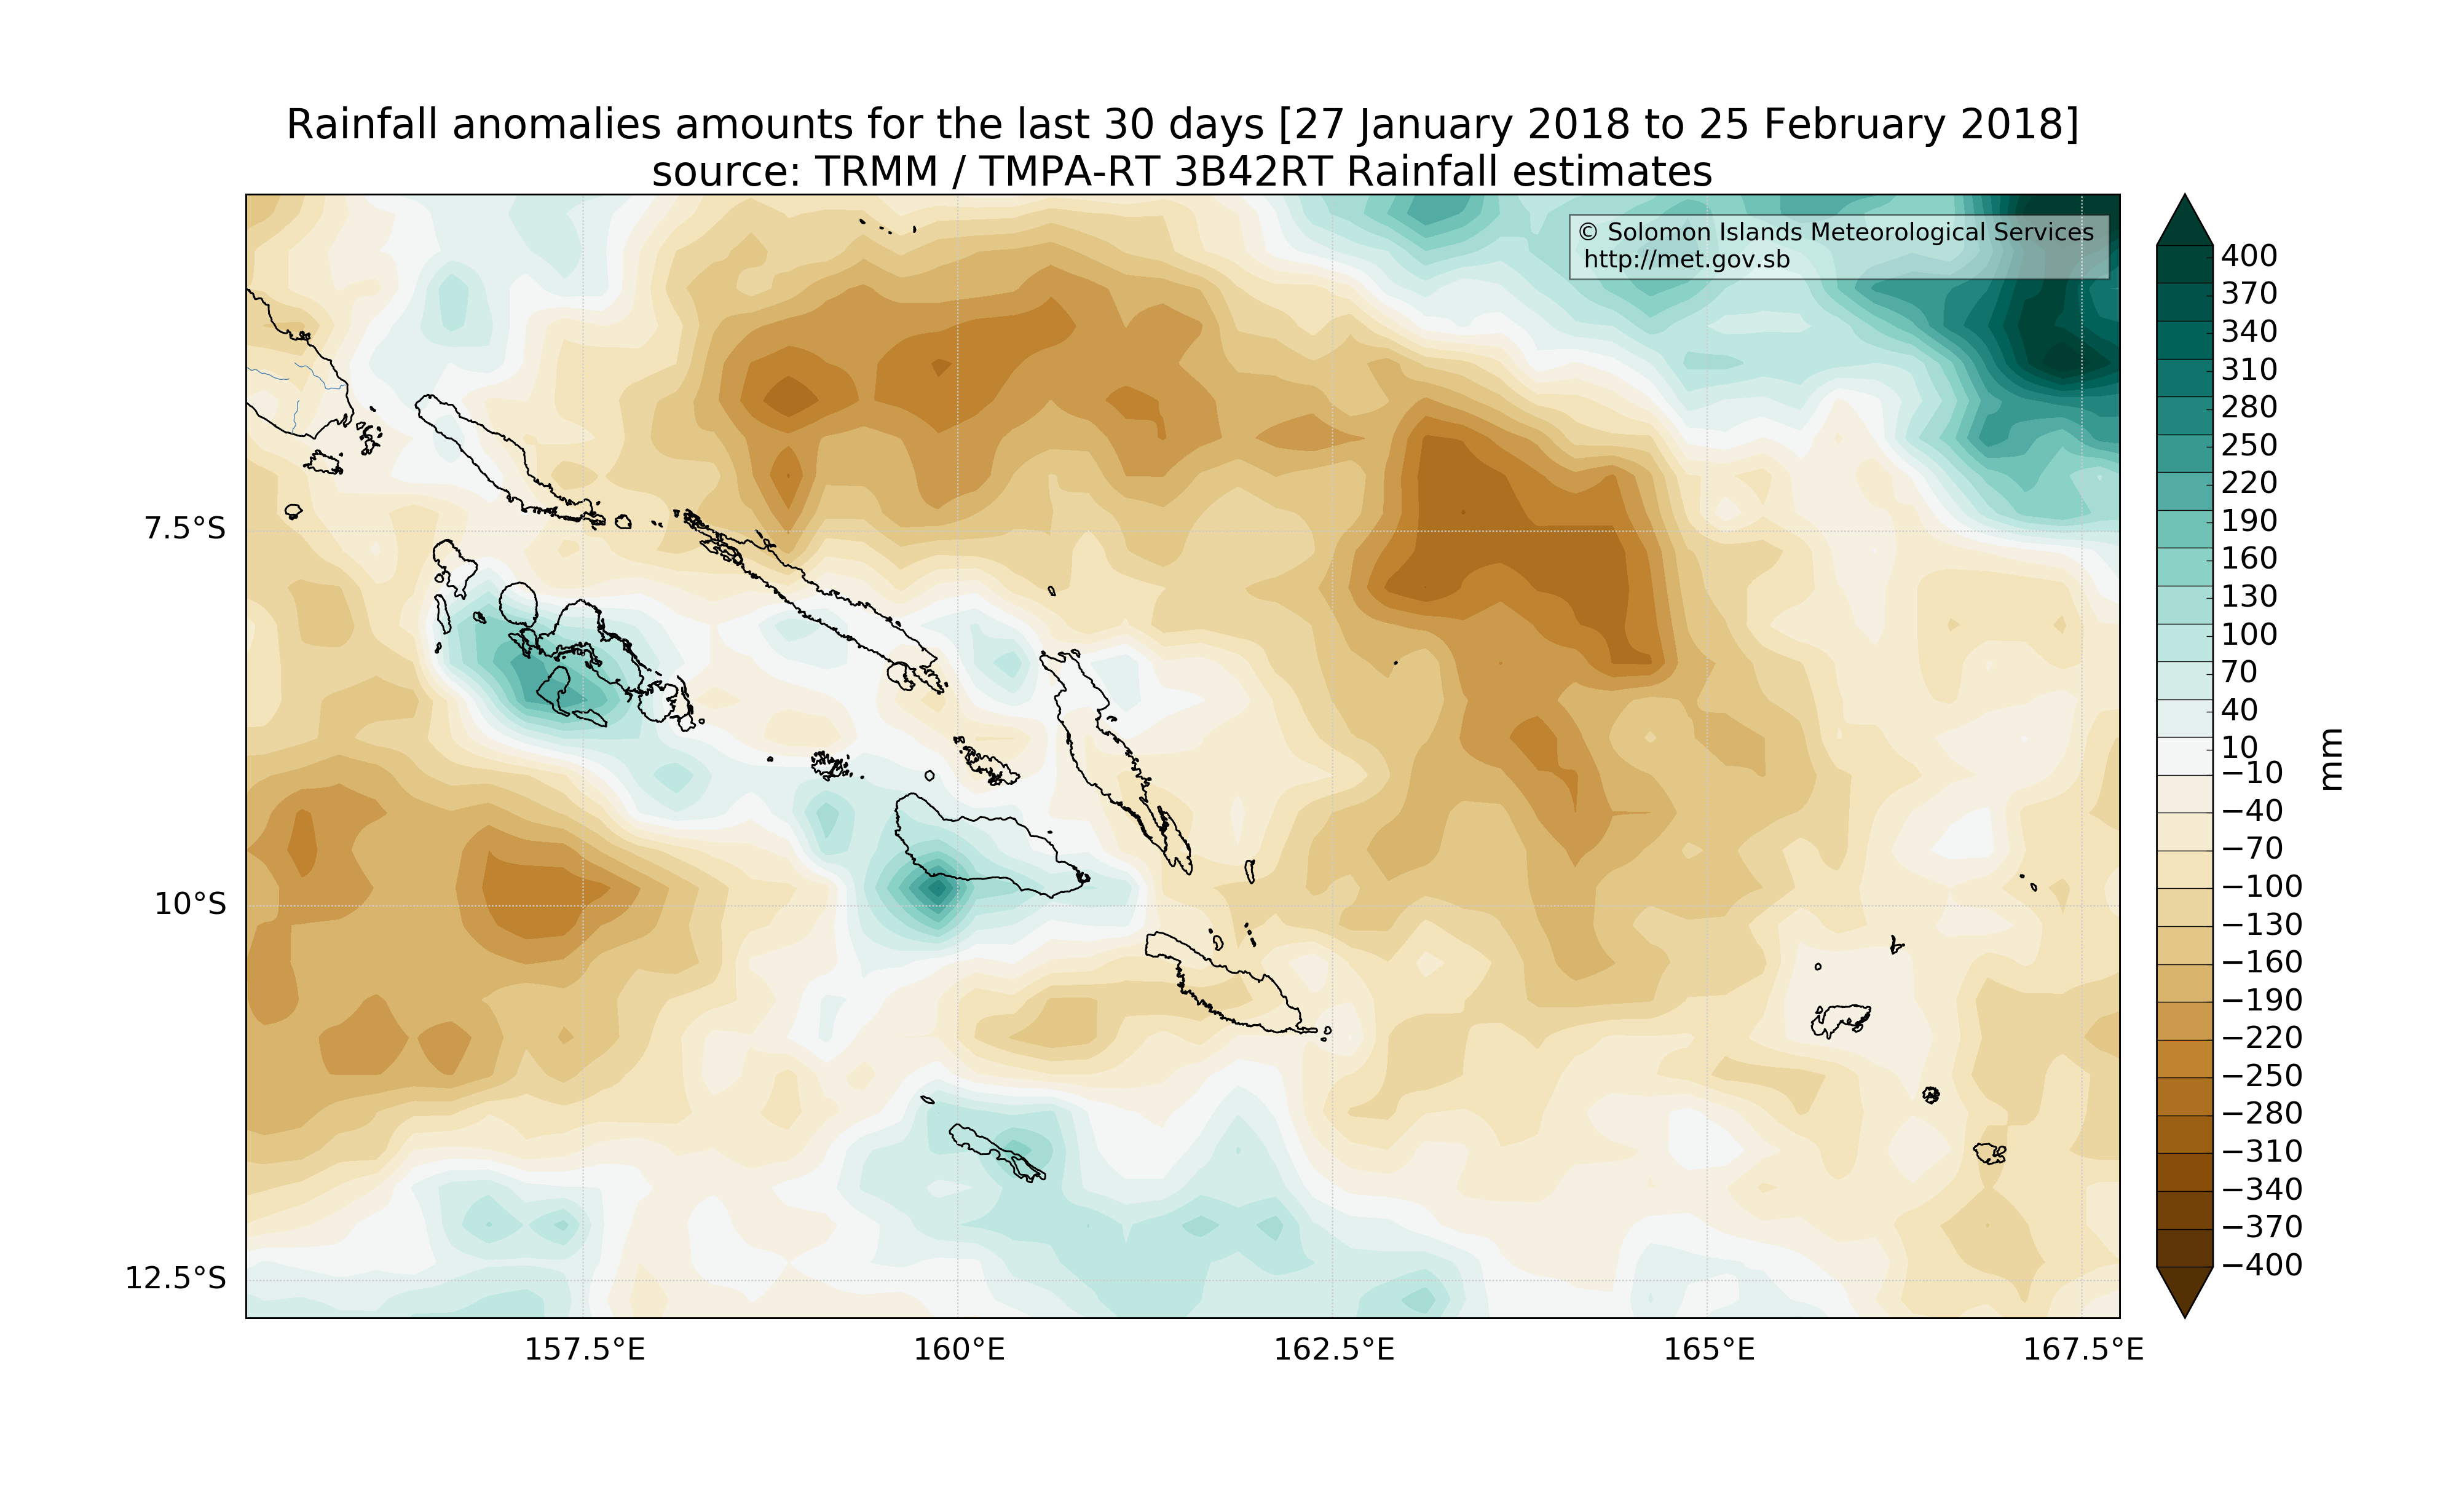 Rainfall anomalies amounts for the last 30 days [27 January 2018 to 25 February 2018]
source: TRMM / TMPA-RT 3B42RT Rainfall estimates
© Solomon Islands Meteorological Services
http://met.gov.sb
7.5°S
10°S
12.5°S
157.5°E
160°E
162.5°E
165°E
167.5°E
400
370
340
310
280
250
220
190
160
130
100
70
40
10
−10
−40
−70
−100
−130
−160
−190
−220
−250
−280
−310
−340
−370
−400
mm